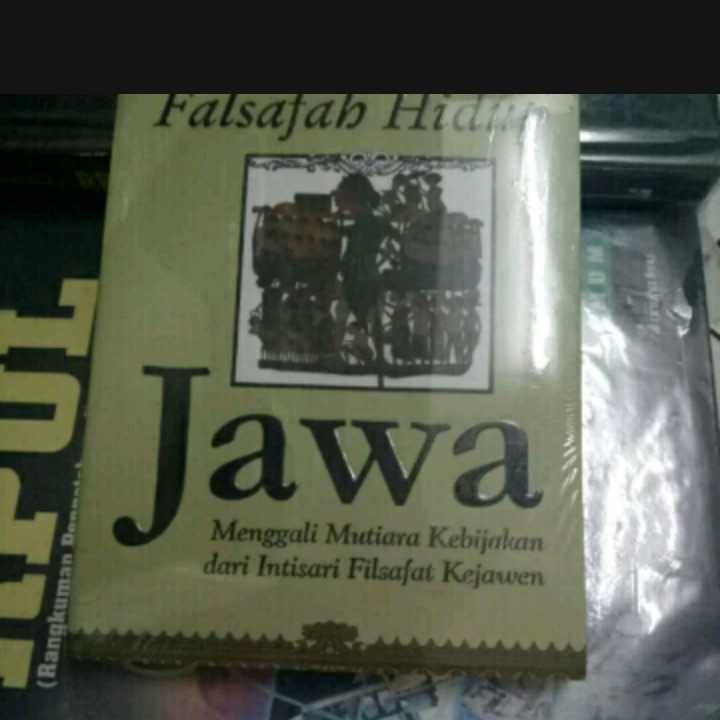 Falsafah Hidup
Jawa
Menggali Mutiara Kebijakan
dari Intisari Filsafat Kejawen
(Rangkuman